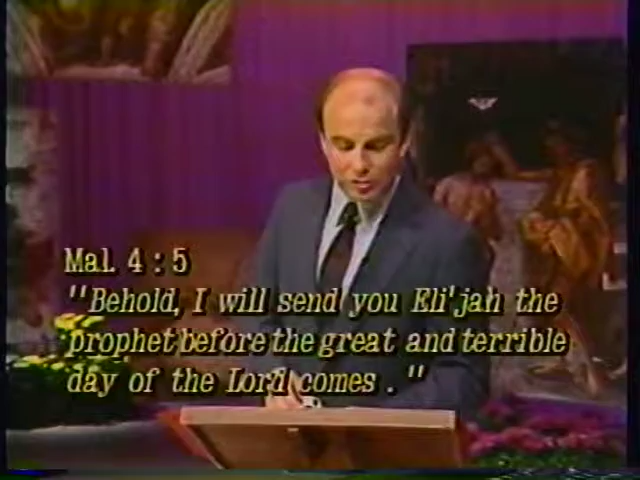 Mal. 4 : 5
"Behold, I will send you Eli'jah the
prophet before the great and terrible
day of the Lord comes . "